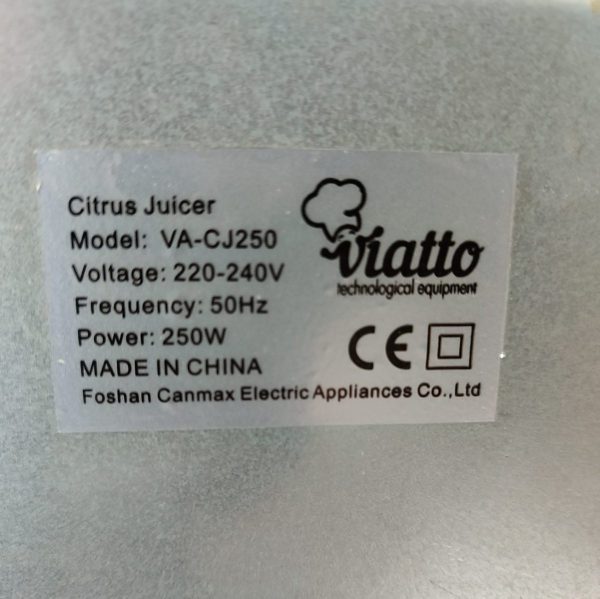 Citrus Juicer
Model: VA-CJ250
Voltage: 220-240V
Frequency: 50Hz
Power: 250W
MADE IN CHINA
Foshan Canmax Electric Appliances Co.,Ltd
viatto
technological equipment
CE